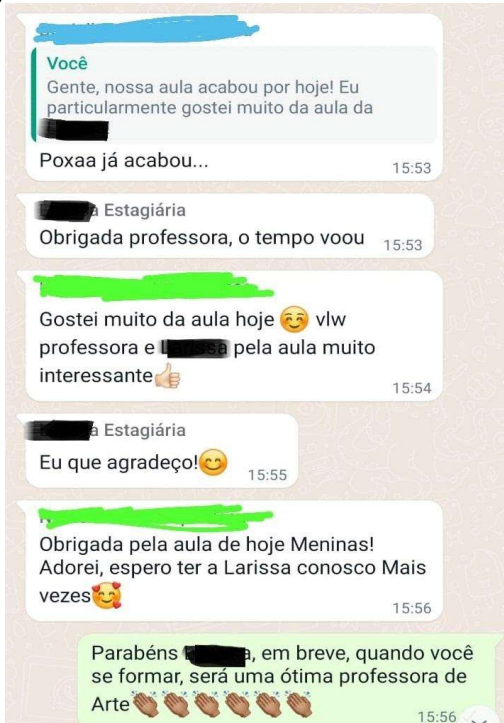 Você
Gente, nossa aula acabou por hoje! Eu
particularmente gostei muito da aula da
Poxaa já acabou...
15:53
Estagiária
Obrigada professora, o tempo voou
15:53
Gostei muito da aula hoje 😊 vlw
professora e pela aula muito
interessante👍🏻
15:54
Estagiária
Eu que agradeço!😊
15:55
Obrigada pela aula de hoje Meninas!
Adorei, espero ter a Larissa conosco Mais
vezes🥰
15:56
Parabéns, em breve, quando você
se formar, será uma ótima professora de
Arte👏🏽👏🏽👏🏽👏🏽👏🏽👏🏽
15:56